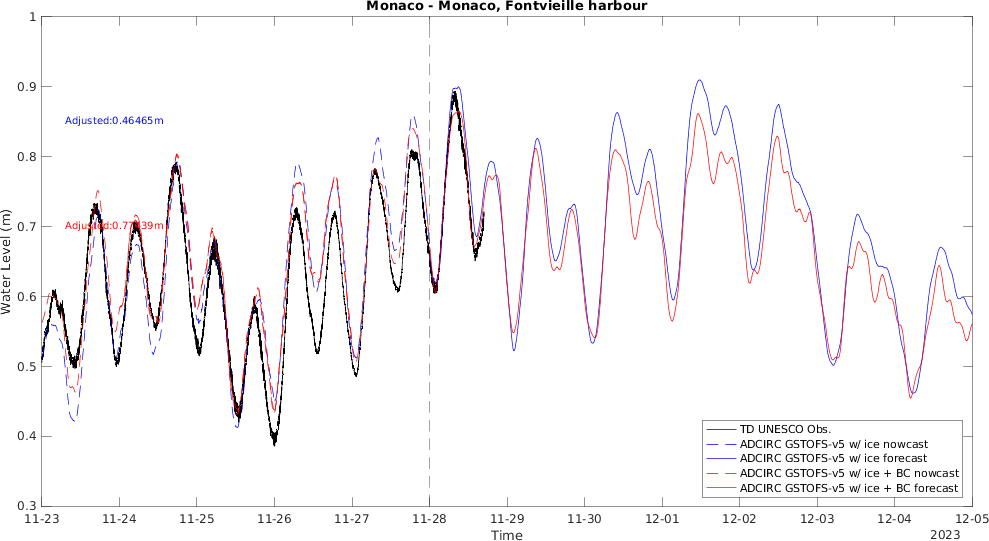 Monaco - Monaco, Fontvieille harbour
1
0.9
0.8
0.7
0.6
0.5
0.4
0.3
Water Level (m)
Adjusted:0.46465m
11-23
11-24
11-25
11-26
11-27
11-28
11-29
11-30
12-01
12-02
12-03
12-04
12-05
Time
2023
TD UNESCO Obs.
ADCIRC GSTOFS-v5 w/ ice nowcast
ADCIRC GSTOFS-v5 w/ ice forecast
ADCIRC GSTOFS-v5 w/ ice + BC nowcast
ADCIRC GSTOFS-v5 w/ ice + BC forecast